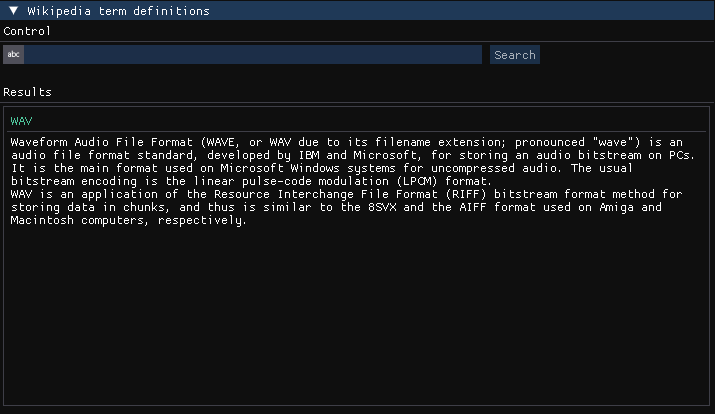 ▼ Wikipedia term definitions
Control
abc
Search
Results
WAV
Waveform Audio File Format (WAVE, or WAV due to its filename extension; pronounced "wave") is an
audio file format standard, developed by IBM and Microsoft, for storing an audio bitstream on PCs.
It is the main format used on Microsoft Windows systems for uncompressed audio. The usual
bitstream encoding is the linear pulse-code modulation (LPCM) format.
WAV is an application of the Resource Interchange File Format (RIFF) bitstream format method for
storing data in chunks, and thus is similar to the 8SVX and the AIFF format used on Amiga and
Macintosh computers, respectively.